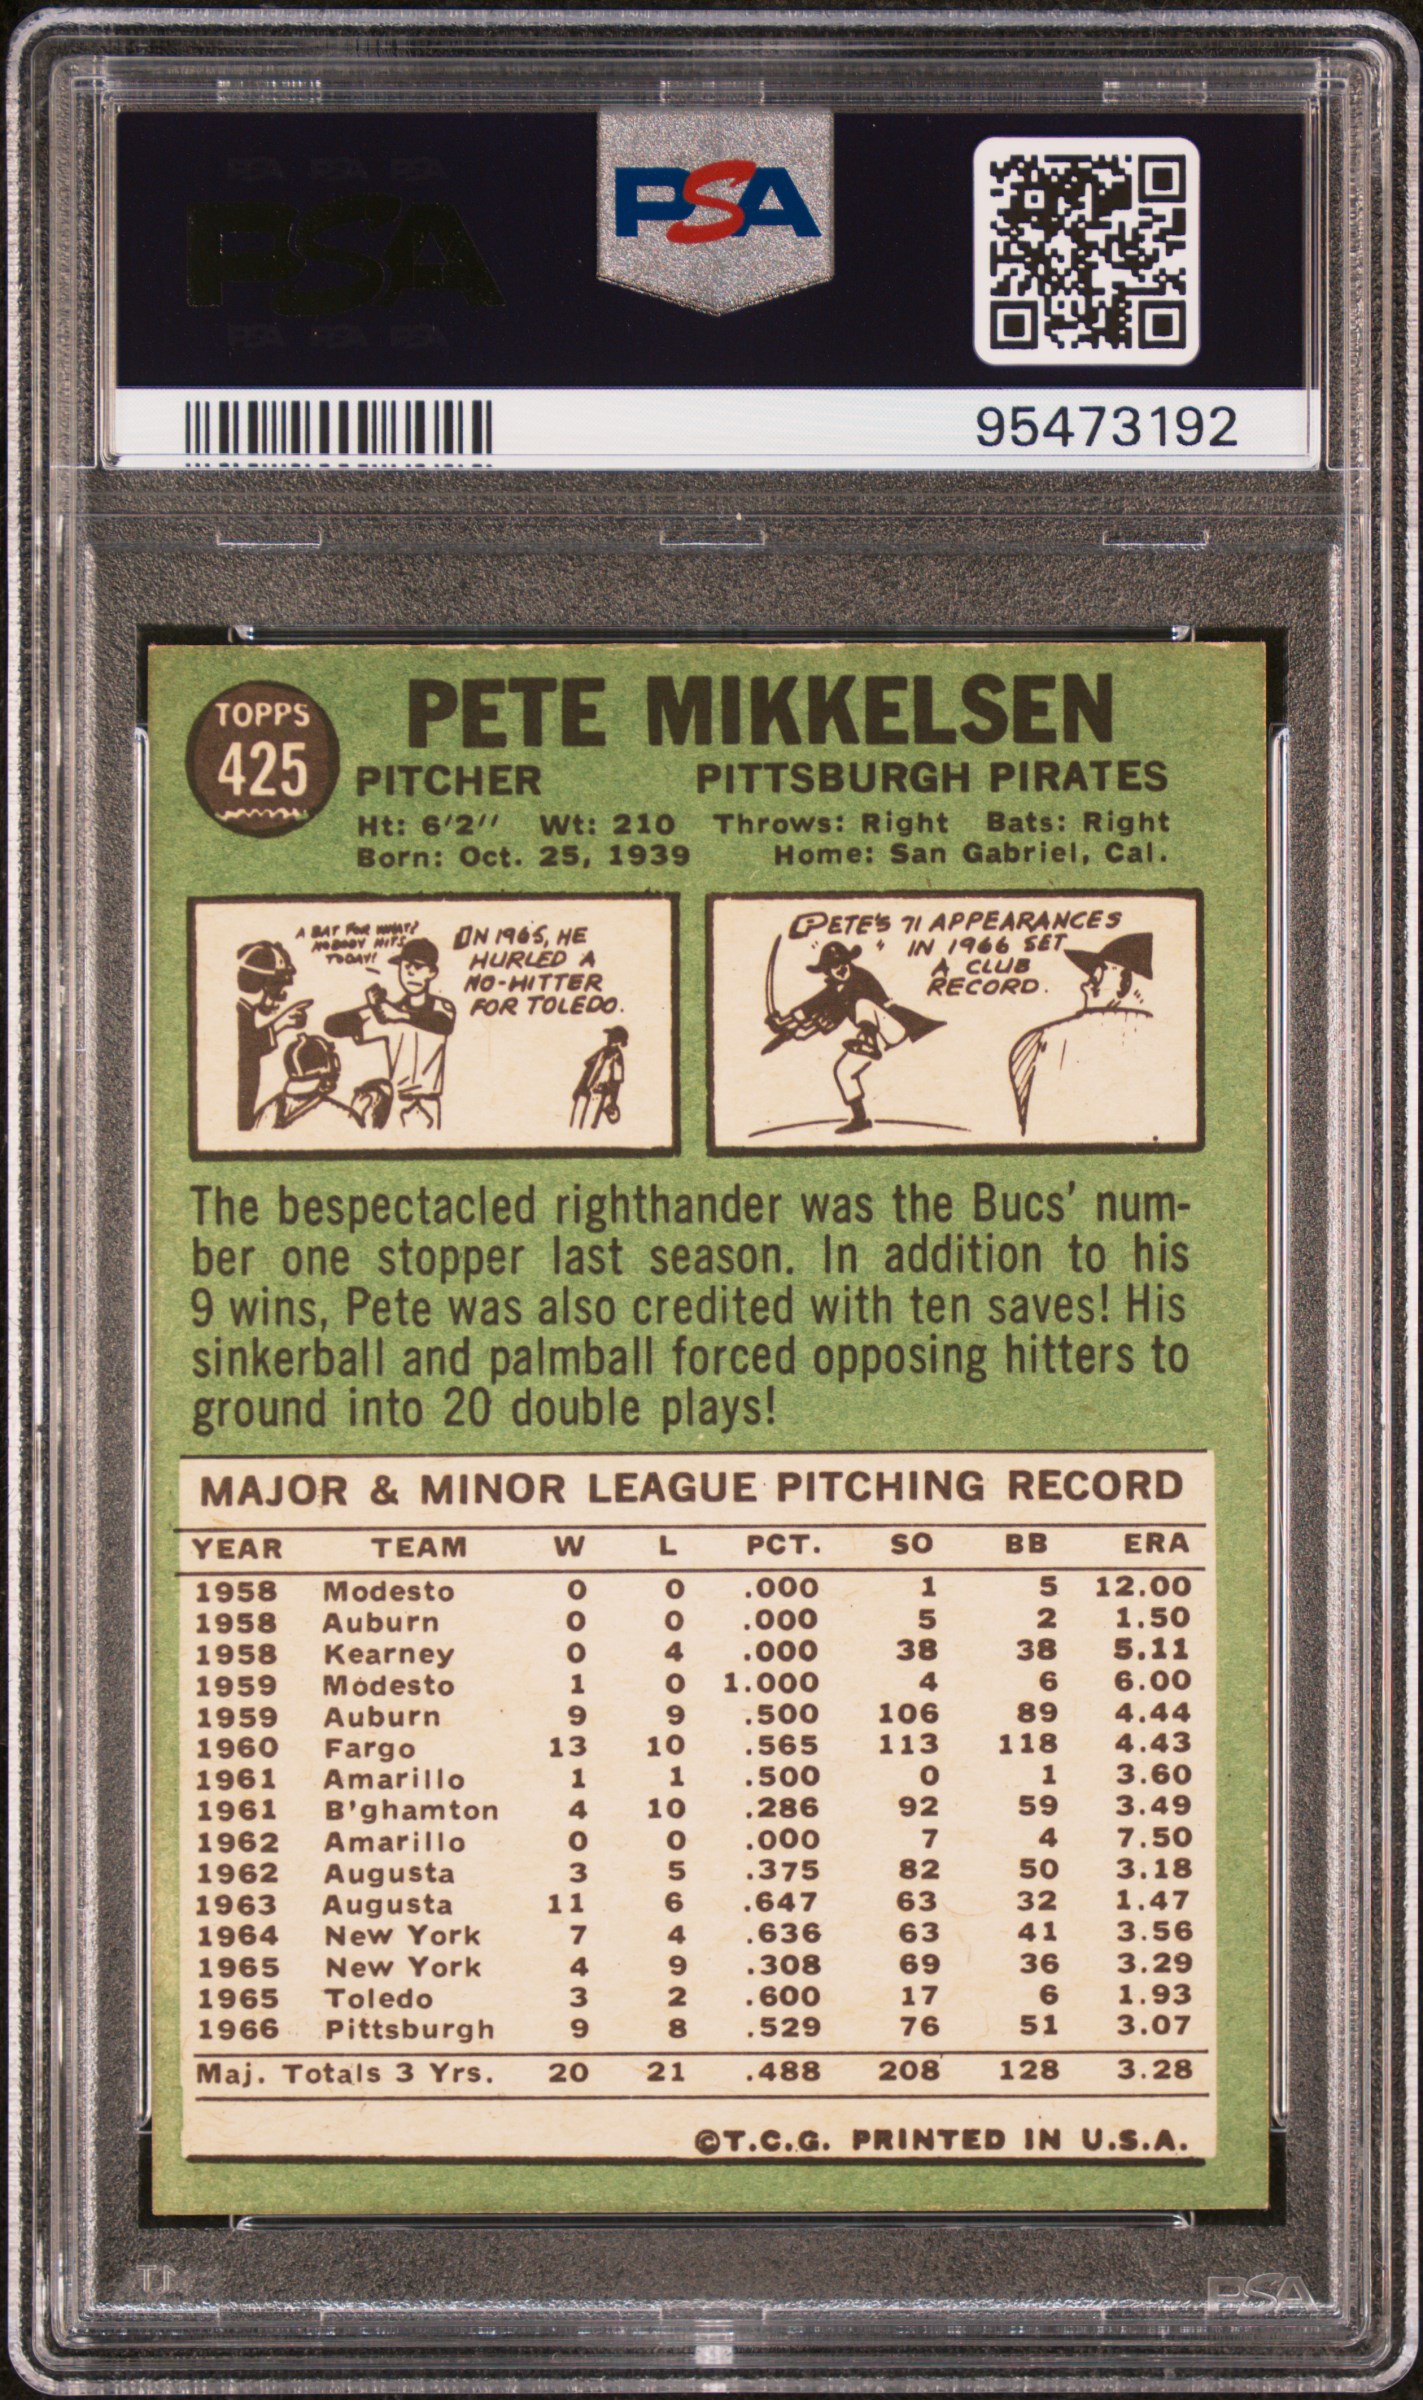 PSA PSA PSA
PSA
PSA PSA PSA
PSA
95473192
TOPPS
425
PETE MIKKELSEN
PITCHER PITTSBURGH PIRATES
Ht: 6'2" Wt: 210 Throws: Right Bats: Right
Born: Oct. 25, 1939 Home: San Gabriel, Cal.
A BAT FOR WHAT?
NOBODY HITS
TODAY!
IN 1965, HE
HURLED A
NO-HITTER
FOR TOLEDO.
PETE'S 71 APPEARANCES
IN 1966 SET
A CLUB
RECORD.
The bespectacled righthander was the Bucs' num-
ber one stopper last season. In addition to his
9 wins, Pete was also credited with ten saves! His
sinkerball and palmball forced opposing hitters to
ground into 20 double plays!
MAJOR & MINOR LEAGUE PITCHING RECORD
YEAR TEAM W L PCT. SO BB ERA
1958 Modesto 0 0 .000 1 5 12.00
1958 Auburn 0 0 .000 5 2 1.50
1958 Kearney 0 4 .000 38 38 5.11
1959 Modesto 1 0 1.000 4 6 6.00
1959 Auburn 9 9 .500 106 89 4.44
1960 Fargo 13 10 .565 113 118 4.43
1961 Amarillo 1 1 .500 0 1 3.60
1961 B'ghamton 4 10 .286 92 59 3.49
1962 Amarillo 0 0 .000 7 4 7.50
1962 Augusta 3 5 .375 82 50 3.18
1963 Augusta 11 6 .647 63 32 1.47
1964 New York 7 4 .636 63 41 3.56
1965 New York 4 9 .308 69 36 3.29
1965 Toledo 3 2 .600 17 6 1.93
1966 Pittsburgh 9 8 .529 76 51 3.07
Maj. Totals 3 Yrs. 20 21 .488 208 128 3.28
©T.C.G. PRINTED IN U.S.A.
PSA